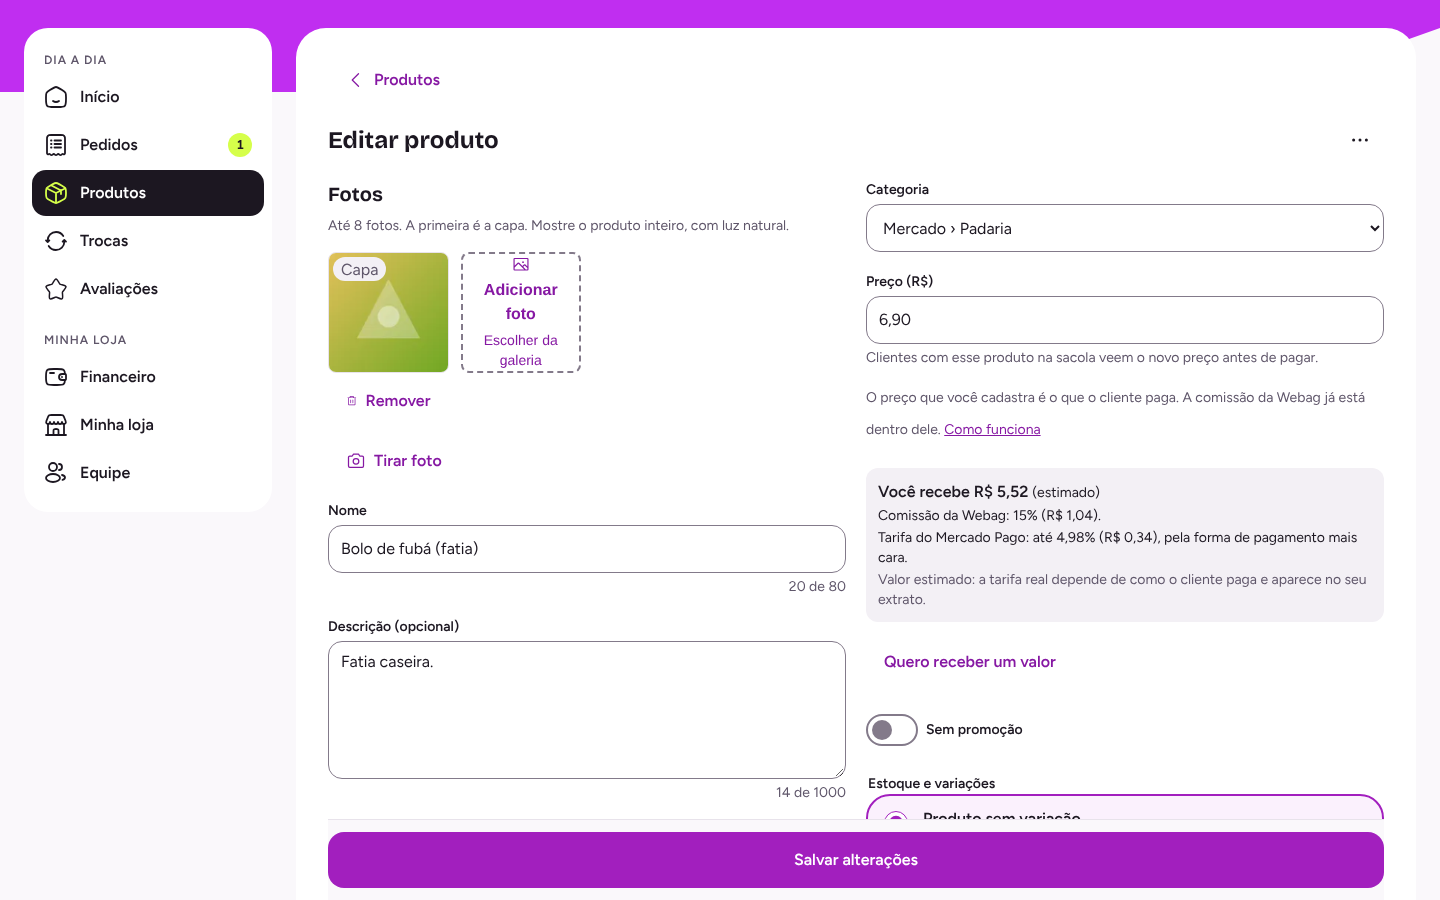 DIA A DIA
Início
Pedidos
1
Produtos
Trocas
Avaliações
MINHA LOJA
Financeiro
Minha loja
Equipe
Produtos
Editar produto
Fotos
Até 8 fotos. A primeira é a capa. Mostre o produto inteiro, com luz natural.
Capa
Adicionar
foto
Escolher da
galeria
Remover
Tirar foto
Nome
Bolo de fubá (fatia)
20 de 80
Descrição (opcional)
Fatia caseira.
14 de 1000
Categoria
Mercado › Padaria
Preço (R$)
6,90
Clientes com esse produto na sacola veem o novo preço antes de pagar.
O preço que você cadastra é o que o cliente paga. A comissão da Webag já está
dentro dele. Como funciona
Você recebe R$ 5,52 (estimado)
Comissão da Webag: 15% (R$ 1,04).
Tarifa do Mercado Pago: até 4,98% (R$ 0,34), pela forma de pagamento mais
cara.
Valor estimado: a tarifa real depende de como o cliente paga e aparece no seu
extrato.
Quero receber um valor
Sem promoção
Estoque e variações
Produto sem variação
Salvar alterações